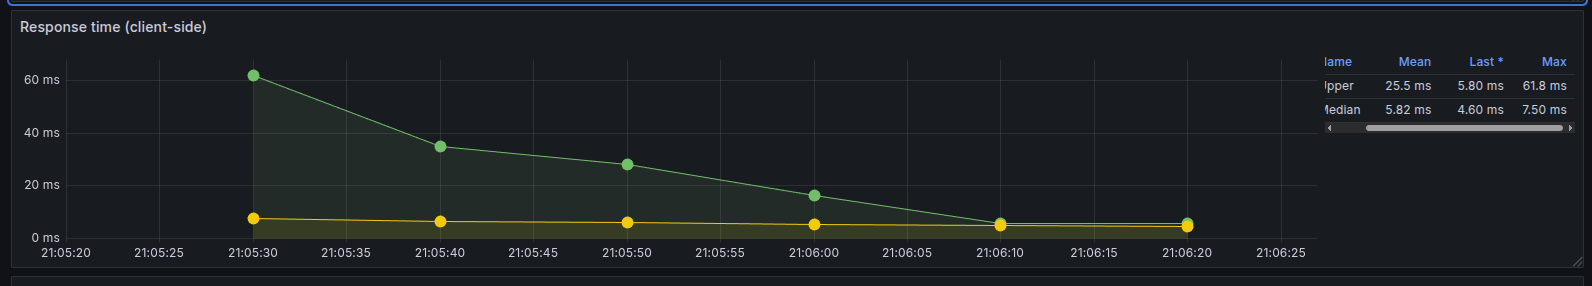 Response time (client-side)
60 ms
40 ms
20 ms
0 ms
21:05:20 21:05:25 21:05:30 21:05:35 21:05:40 21:05:45 21:05:50 21:05:55 21:06:00 21:06:05 21:06:10 21:06:15 21:06:20 21:06:25
Mean Last * Max
25.5 ms 5.80 ms 61.8 ms
5.82 ms 4.60 ms 7.50 ms